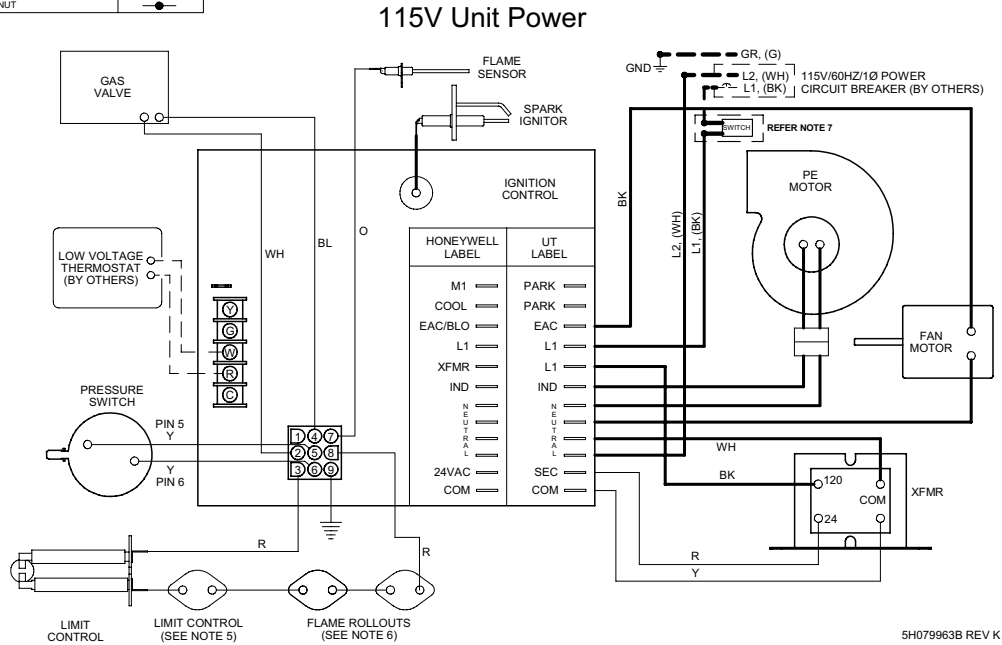 NUT
115V Unit Power
GAS
VALVE
FLAME
SENSOR
SPARK
IGNITOR
GND
GR, (G)
L2, (WH)
L1, (BK)
115V/60HZ/1Ø POWER
CIRCUIT BREAKER (BY OTHERS)
SWITCH
REFER NOTE 7
IGNITION
CONTROL
PE
MOTOR
BK
L2, (WH)
L1, (BK)
WH
BL
O
LOW VOLTAGE
THERMOSTAT
(BY OTHERS)
Y
G
W
R
C
HONEYWELL
LABEL
UT
LABEL
M1
PARK
COOL
PARK
EAC/BLO
EAC
L1
L1
XFMR
L1
IND
IND
NEUTRAL
NEUTRAL
24VAC
SEC
COM
COM
FAN
MOTOR
PRESSURE
SWITCH
PIN 5
Y
Y
PIN 6
1 4 7
2 5 8
3 6 9
WH
BK
120
COM
24
XFMR
R
Y
R
R
LIMIT
CONTROL
LIMIT CONTROL
(SEE NOTE 5)
FLAME ROLLOUTS
(SEE NOTE 6)
5H079963B REV K